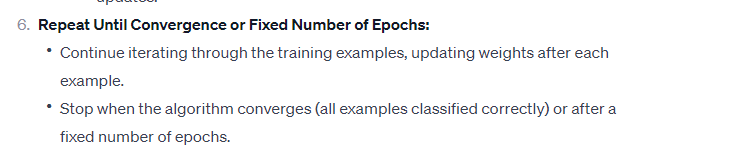 6. Repeat Until Convergence or Fixed Number of Epochs:
• Continue iterating through the training examples, updating weights after each
example.
• Stop when the algorithm converges (all examples classified correctly) or after a
fixed number of epochs.